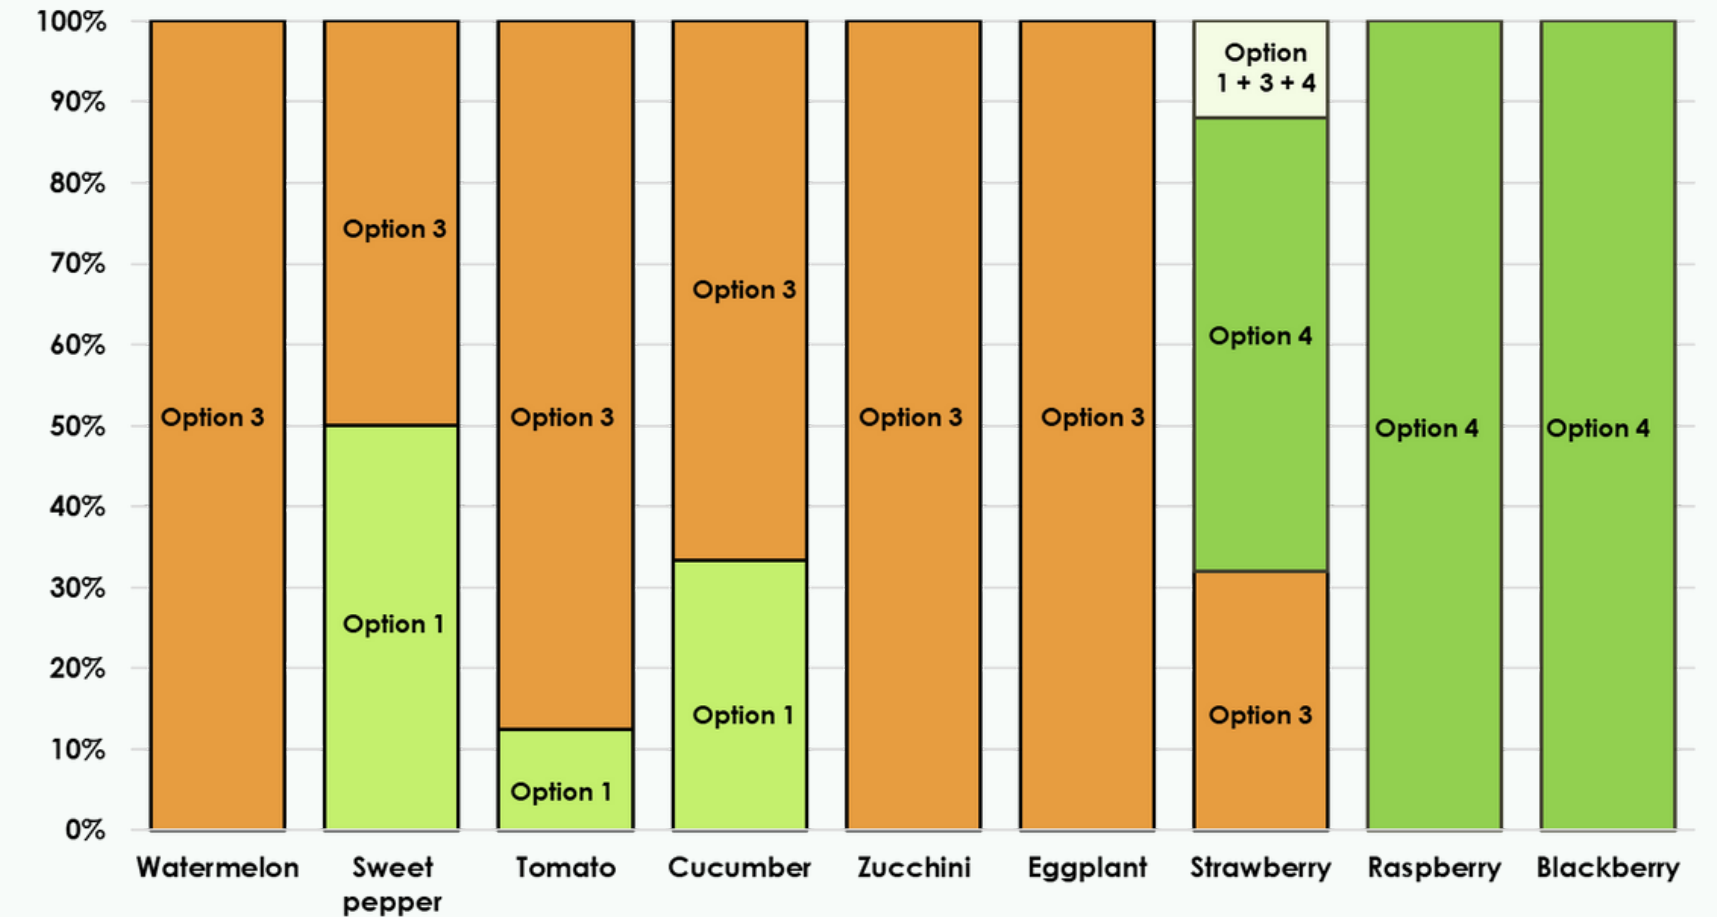 100%
90%
80%
70%
60%
50%
40%
30%
20%
10%
0%
Option 3
Option 3
Option 1
Option 3
Option 1
Option 3
Option 1
Option 3
Option 3
Option
1 + 3 + 4
Option 4
Option 3
Option 4
Option 4
Watermelon
Sweet
pepper
Tomato
Cucumber
Zucchini
Eggplant
Strawberry
Raspberry
Blackberry